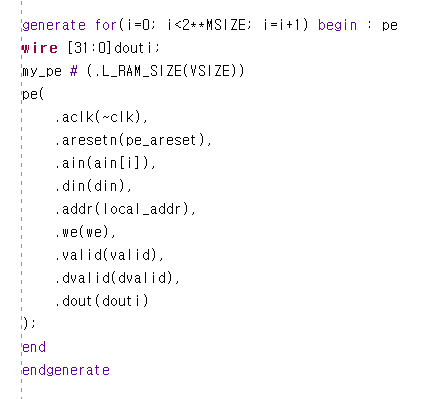 generate for(i=0; i<2**MSIZE; i=i+1) begin : pe
wire [31:0]douti;
my_pe # (.L_RAM_SIZE(VSIZE))
pe(
.aclk(~clk),
.aresetn(pe_areset),
.ain(ain[i]),
.din(din),
.addr(local_addr),
.we(we),
.valid(valid),
.dvalid(dvalid),
.dout(douti)
);
end
endgenerate